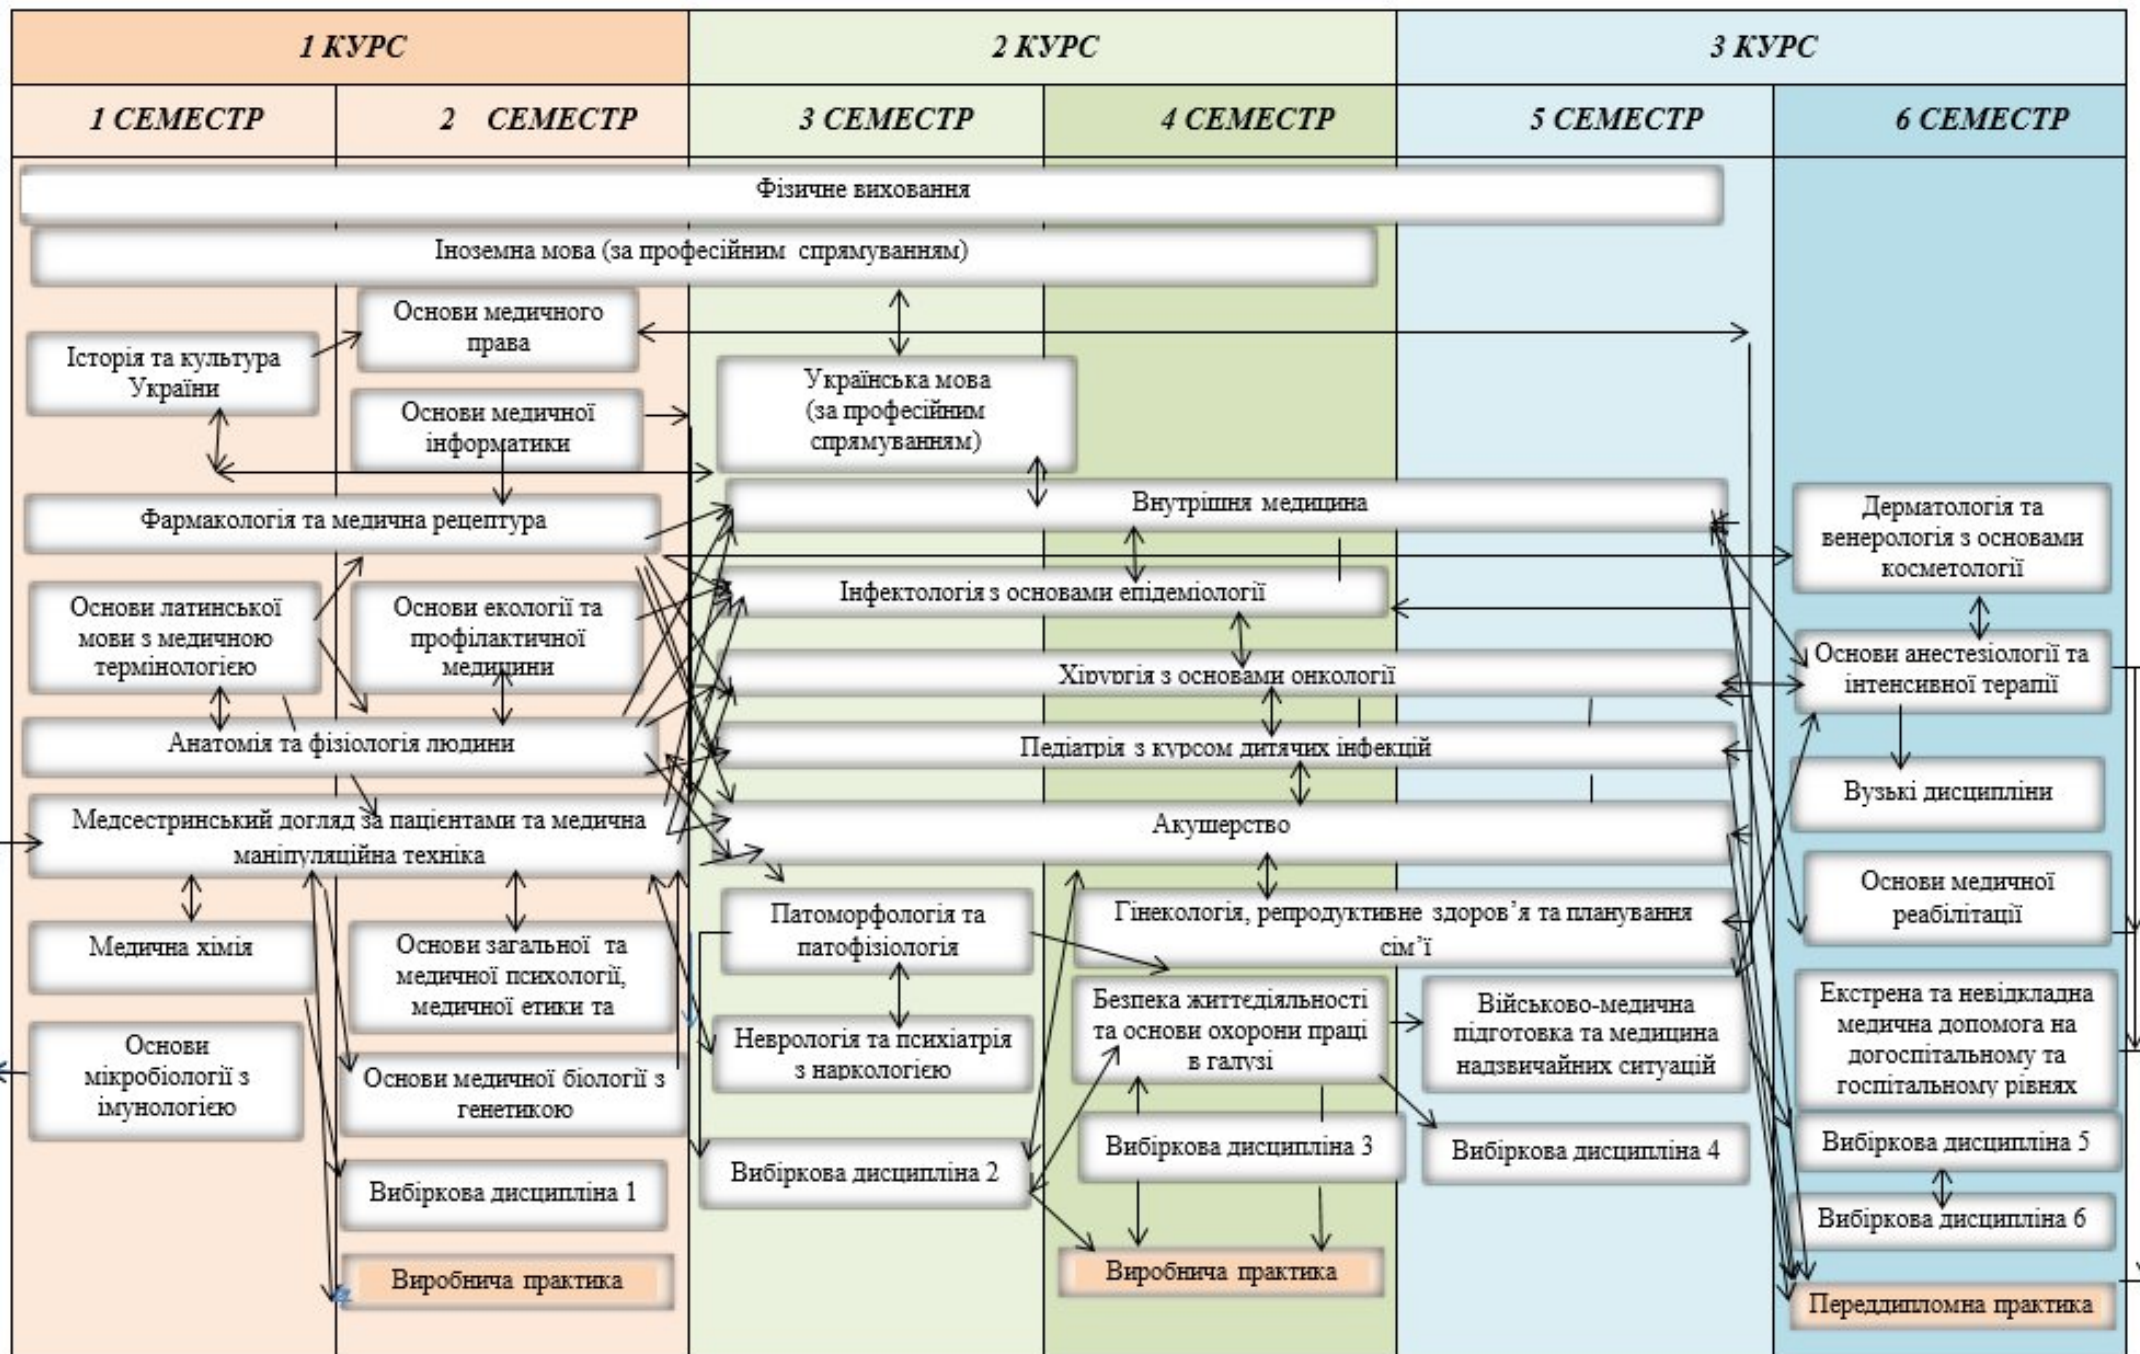 1 КУРС
2 КУРС
3 КУРС
1 СЕМЕСТР
2 СЕМЕСТР
3 СЕМЕСТР
4 СЕМЕСТР
5 СЕМЕСТР
6 СЕМЕСТР
Фізичне виховання
Іноземна мова (за професійним спрямуванням)
Історія та культура
України
Основи медичного
права
Основи медичної
інформатики
Українська мова
(за професійним
спрямуванням)
Фармакологія та медична рецептура
Внутрішня медицина
Дерматологія та
венерологія з основами
косметології
Основи латинської
мови з медичною
термінологією
Основи екології та
профілактичної
медицини
Інфектологія з основами епідеміології
Хірургія з основами онкології
Основи анестезіології та
інтенсивної терапії
Анатомія та фізіологія людини
Педіатрія з курсом дитячих інфекцій
Вузькі дисципліни
Медсестринський догляд за пацієнтами та медична
маніпуляційна техніка
Акушерство
Основи медичної
реабілітації
Медична хімія
Основи загальної та
медичної психології,
медичної етики та
Патоморфологія та
патофізіологія
Гінекологія, репродуктивне здоров’я та планування
сім’ї
Основи
мікробіології з
імунологією
Основи медичної біології з
генетикою
Неврологія та психіатрія
з наркологією
Безпека життєдіяльності
та основи охорони праці
в галузі
Військово-медична
підготовка та медицина
надзвичайних ситуацій
Екстрена та невідкладна
медична допомога на
догоспітальному та
госпітальному рівнях
Вибіркова дисципліна 1
Вибіркова дисципліна 2
Вибіркова дисципліна 3
Вибіркова дисципліна 4
Вибіркова дисципліна 5
Вибіркова дисципліна 6
Виробнича практика
Виробнича практика
Переддипломна практика